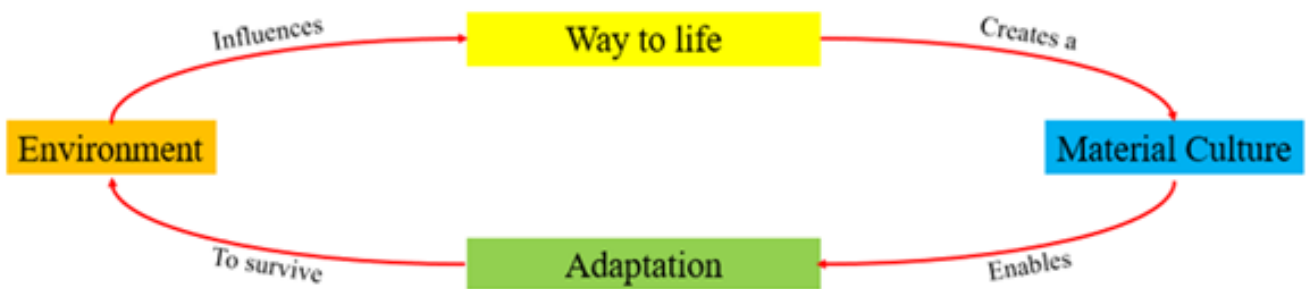 Influences
Way to life
Creates a
Environment
Material Culture
To survive
Adaptation
Enables